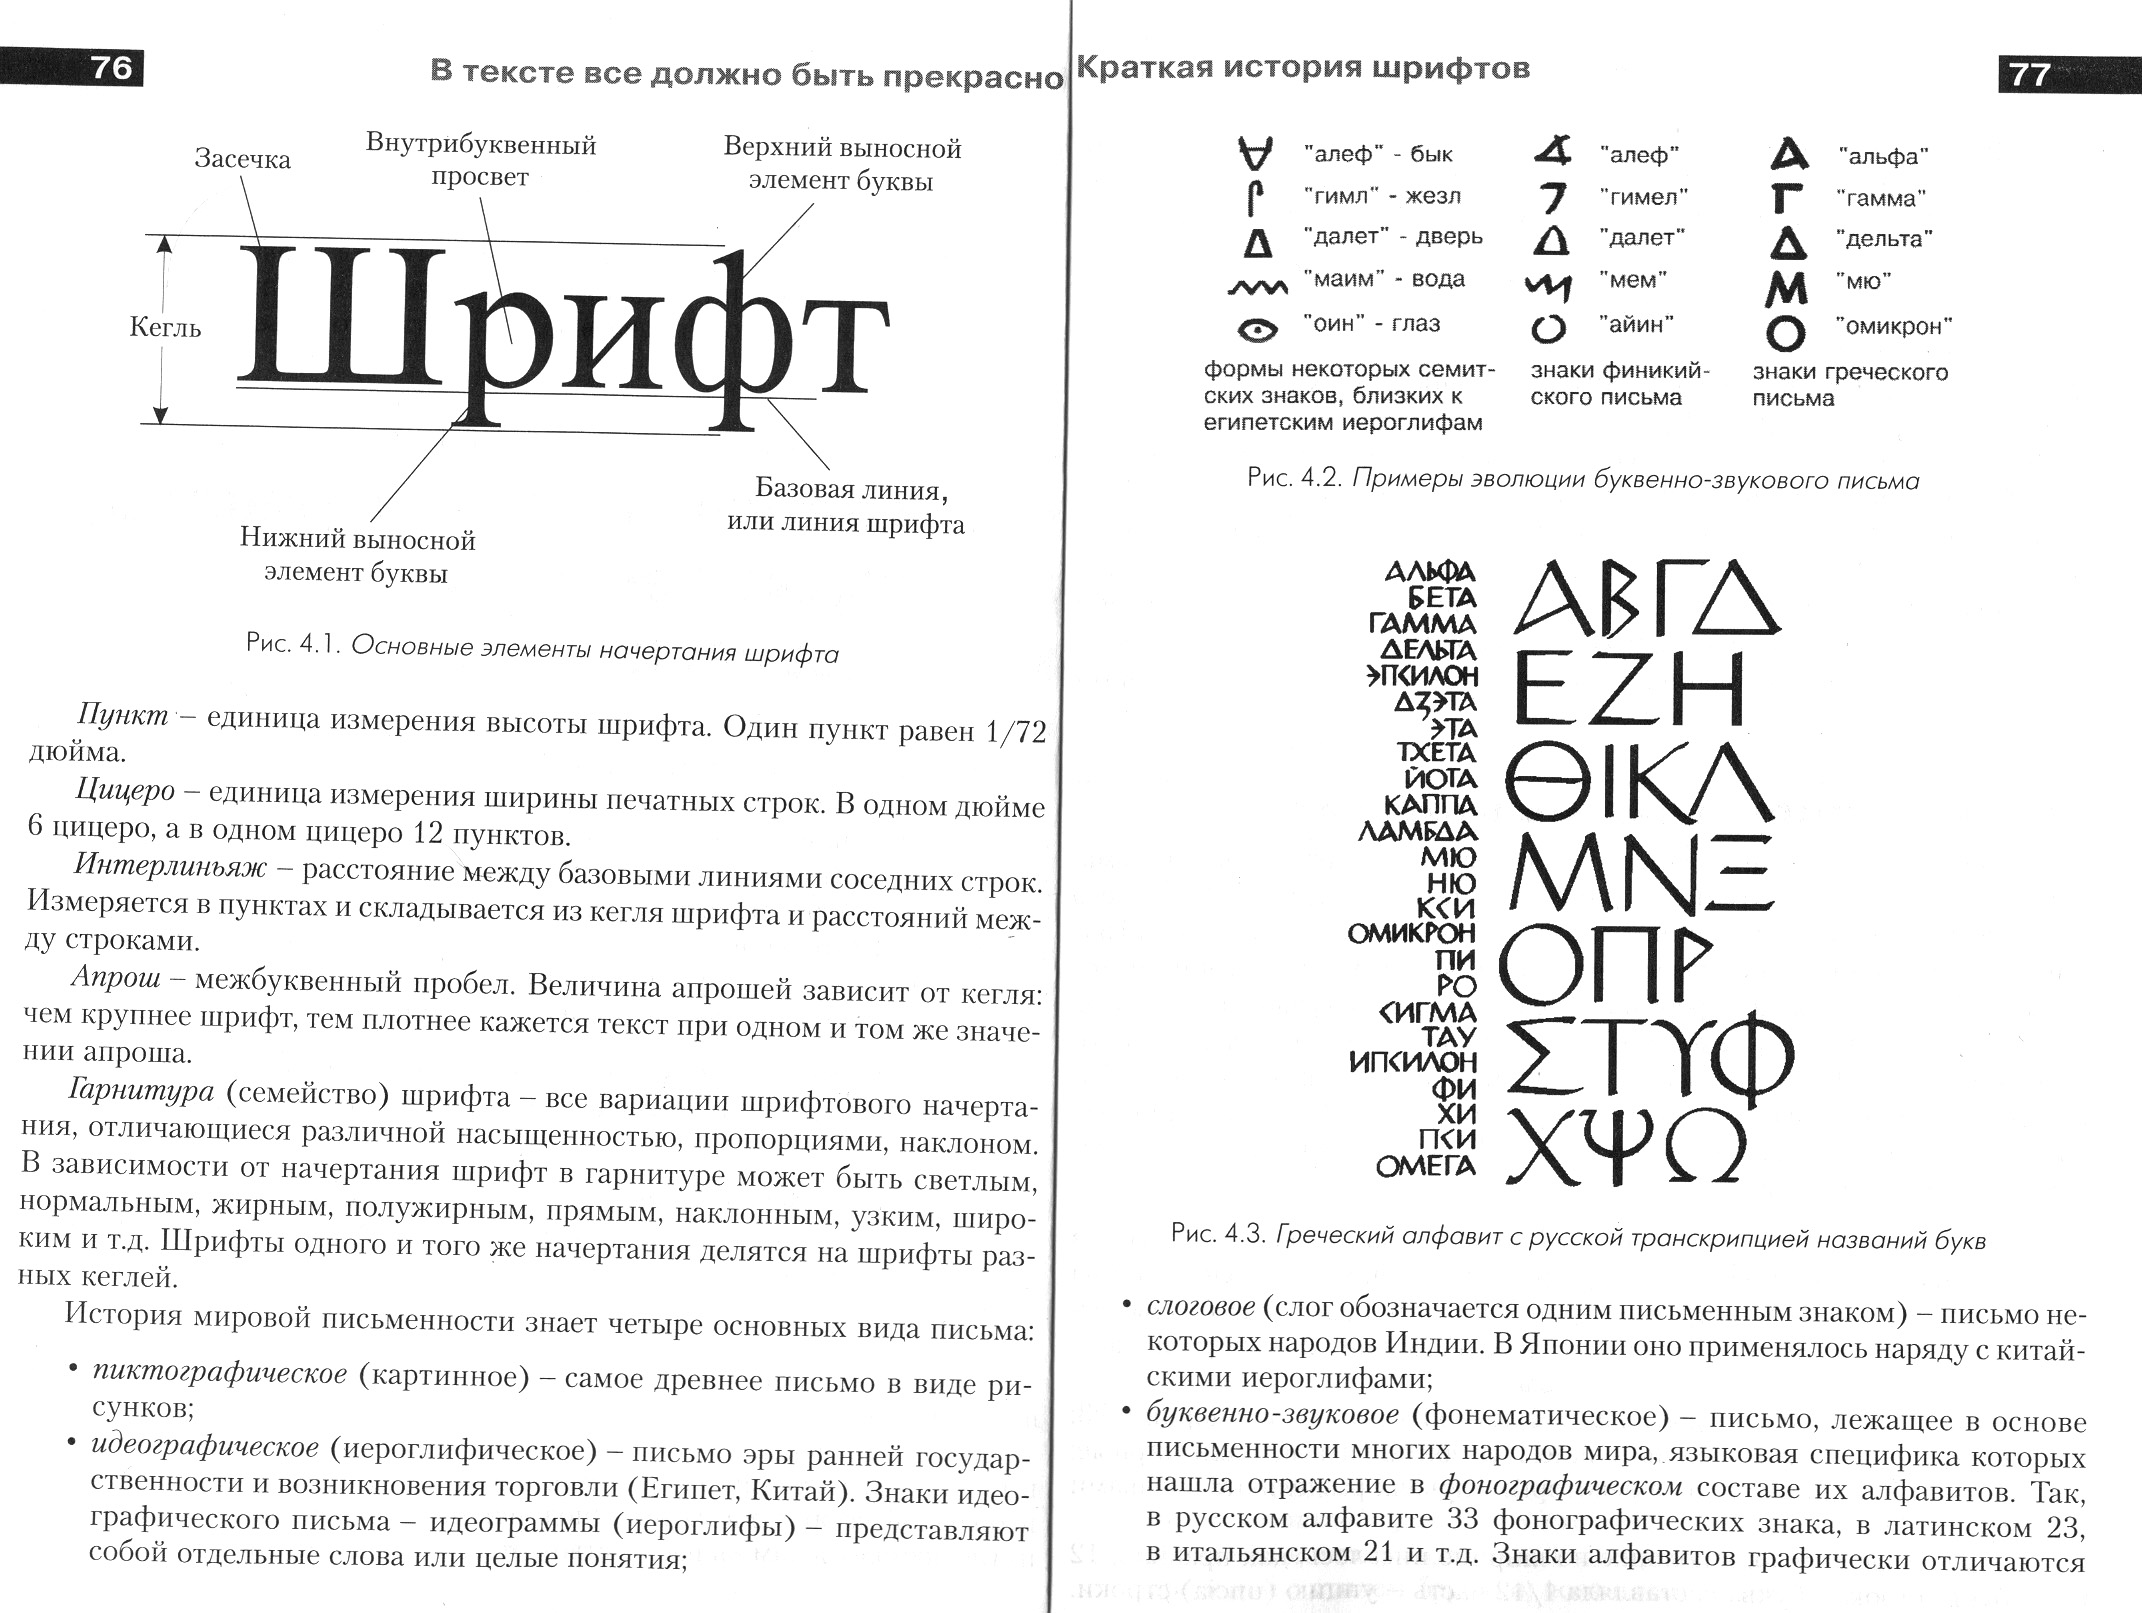 76
В тексте все должно быть прекрасно
Засечка
Внутрибуквенный
просвет
Верхний выносной
элемент буквы
Кегль
Шрифт
Базовая линия,
или линия шрифта
Нижний выносной
элемент буквы
Рис. 4.1. Основные элементы начертания шрифта
Пункт – единица измерения высоты шрифта. Один пункт равен 1/72
дюйма.
Цицеро – единица измерения ширины печатных строк. В одном дюйме
6 цицеро, а в одном цицеро 12 пунктов.
Интерлиньяж – расстояние между базовыми линиями соседних строк.
Измеряется в пунктах и складывается из кегля шрифта и расстояний меж-
ду строками.
Апрош – межбуквенный пробел. Величина апрошей зависит от кегля:
чем крупнее шрифт, тем плотнее кажется текст при одном и том же значе-
нии апроша.
Гарнитура (семейство) шрифта – все вариации шрифтового начерта-
ния, отличающиеся различной насыщенностью, пропорциями, наклоном.
В зависимости от начертания шрифт в гарнитуре может быть светлым,
нормальным, жирным, полужирным, прямым, наклонным, узким, широ-
ким и т.д. Шрифты одного и того же начертания делятся на шрифты раз-
ных кеглей.
История мировой письменности знает четыре основных вида письма:
• пиктографическое (картинное) – самое древнее письмо в виде ри-
сунков;
• идеографическое (иероглифическое) – письмо эры ранней государ-
ственности и возникновения торговли (Египет, Китай). Знаки идео-
графического письма – идеограммы (иероглифы) – представляют
собой отдельные слова или целые понятия;
Краткая история шрифтов
77
"алеф" - бык "алеф" "альфа"
"гимл" - жезл "гимел" "гамма"
"далет" - дверь "далет" "дельта"
"маим" - вода "мем" "мю"
"оин" - глаз "айин" "омикрон"
формы некоторых семит-
ских знаков, близких к
египетским иероглифам
знаки финикий-
ского письма
знаки греческого
письма
Рис. 4.2. Примеры эволюции буквенно-звукового письма
АЛЬФА
БЕТА
ГАММА
ДЕЛЬТА
ЭПСИЛОН
ДЗЭТА
ЭТА
ТХЕТА
ЙОТА
КАППА
ЛАМБДА
МЮ
НЮ
КСИ
ОМИКРОН
ПИ
РО
СИГМА
ТАУ
ИПСИЛОН
ФИ
ХИ
ПСИ
ОМЕГА
ΑΒΓΔ
ΕΖΗ
ΘΙΚΛ
ΜΝΞ
ΟΠΡ
ΣΤΥΦ
ΧΨΩ
Рис. 4.3. Греческий алфавит с русской транскрипцией названий букв
• слоговое (слог обозначается одним письменным знаком) – письмо не-
которых народов Индии. В Японии оно применялось наряду с китай-
скими иероглифами;
• буквенно-звуковое (фонематическое) – письмо, лежащее в основе
письменности многих народов мира, языковая специфика которых
нашла отражение в фонографическом составе их алфавитов. Так,
в русском алфавите 33 фонографических знака, в латинском 23,
в итальянском 21 и т.д. Знаки алфавитов графически отличаются